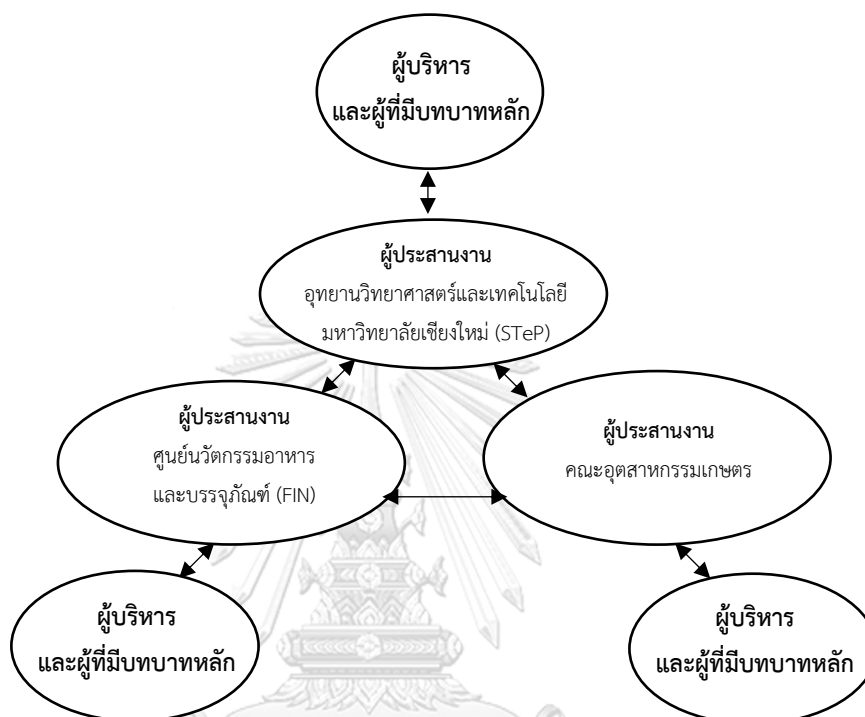 ผู้บริหาร
และผู้ที่มีบทบาทหลัก
ผู้ประสานงาน
อุทยานวิทยาศาสตร์และเทคโนโลยี
มหาวิทยาลัยเชียงใหม่ (STeP)
ผู้ประสานงาน
ศูนย์นวัตกรรมอาหาร
และบรรจุภัณฑ์ (FIN)
ผู้ประสานงาน
คณะอุตสาหกรรมเกษตร
ผู้บริหาร
และผู้ที่มีบทบาทหลัก
ผู้บริหาร
และผู้ที่มีบทบาทหลัก